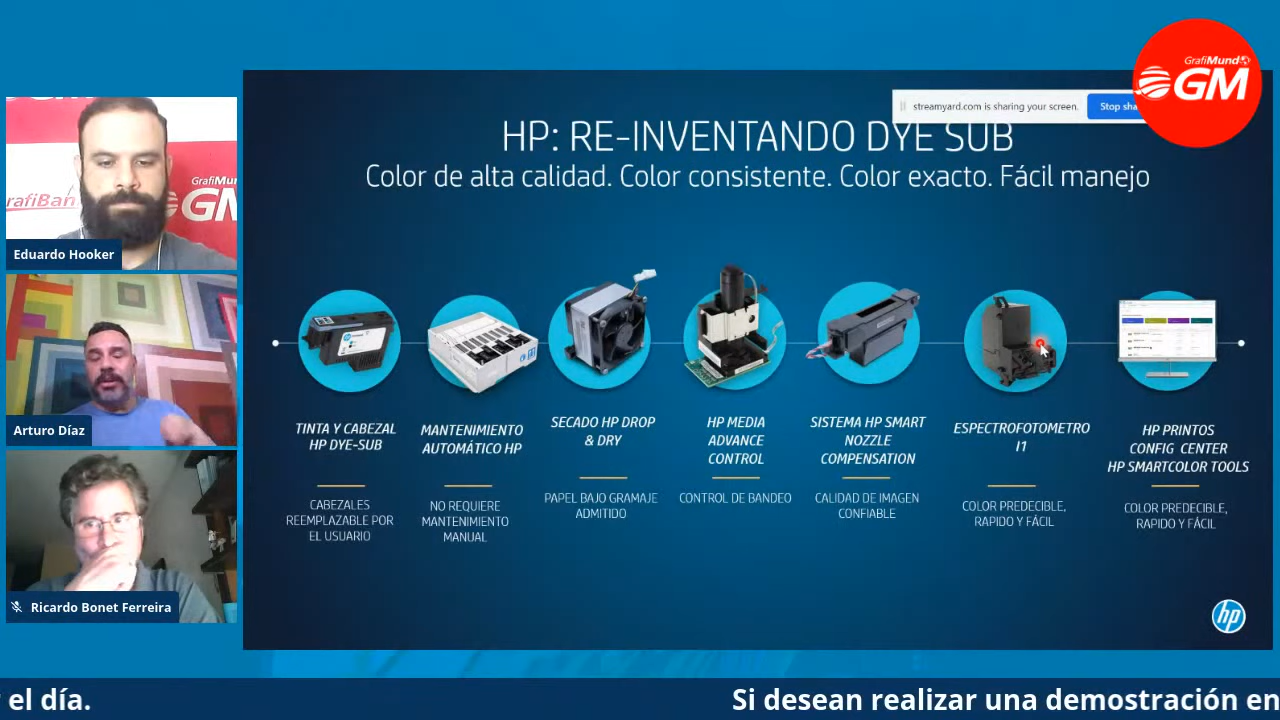 GrafiMundo
GM
streamyard.com is sharing your screen.
Stop sha
HP: RE-INVENTANDO DYE SUB
Color de alta calidad. Color consistente. Color exacto. Fácil manejo
GrafiMun
rafiBan
GM
Eduardo Hooker
Arturo Díaz
Ricardo Bonet Ferreira
TINTA Y CABEZAL
HP DYE-SUB
CABEZALES
REEMPLAZABLE POR
EL USUARIO
MANTENIMIENTO
AUTOMÁTICO HP
NO REQUIERE
MANTENIMIENTO
MANUAL
SECADO HP DROP
& DRY
PAPEL BAJO GRAMAJE
ADMITIDO
HP MEDIA
ADVANCE
CONTROL
CONTROL DE BANDEO
SISTEMA HP SMART
NOZZLE
COMPENSATION
CALIDAD DE IMAGEN
CONFIABLE
ESPECTROFOTOMETRO
I1
COLOR PREDECIBLE,
RAPIDO Y FÁCIL
HP PRINTOS
CONFIG CENTER
HP SMARTCOLOR TOOLS
COLOR PREDECIBLE,
RAPIDO Y FÁCIL
hp
el día.
Si desean realizar una demostración en